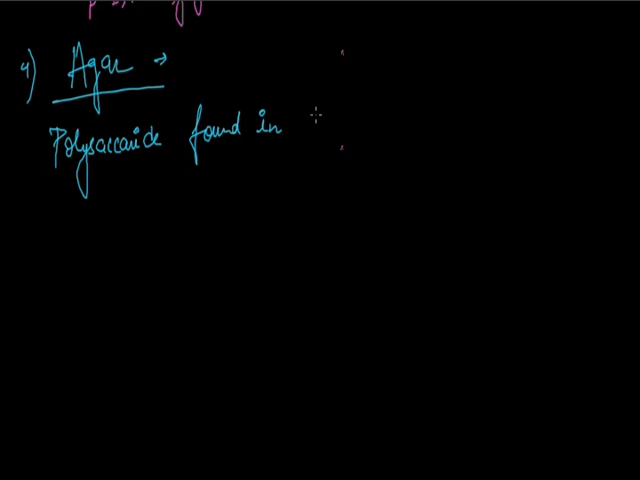 4) Agar →
Polysaccaride found in